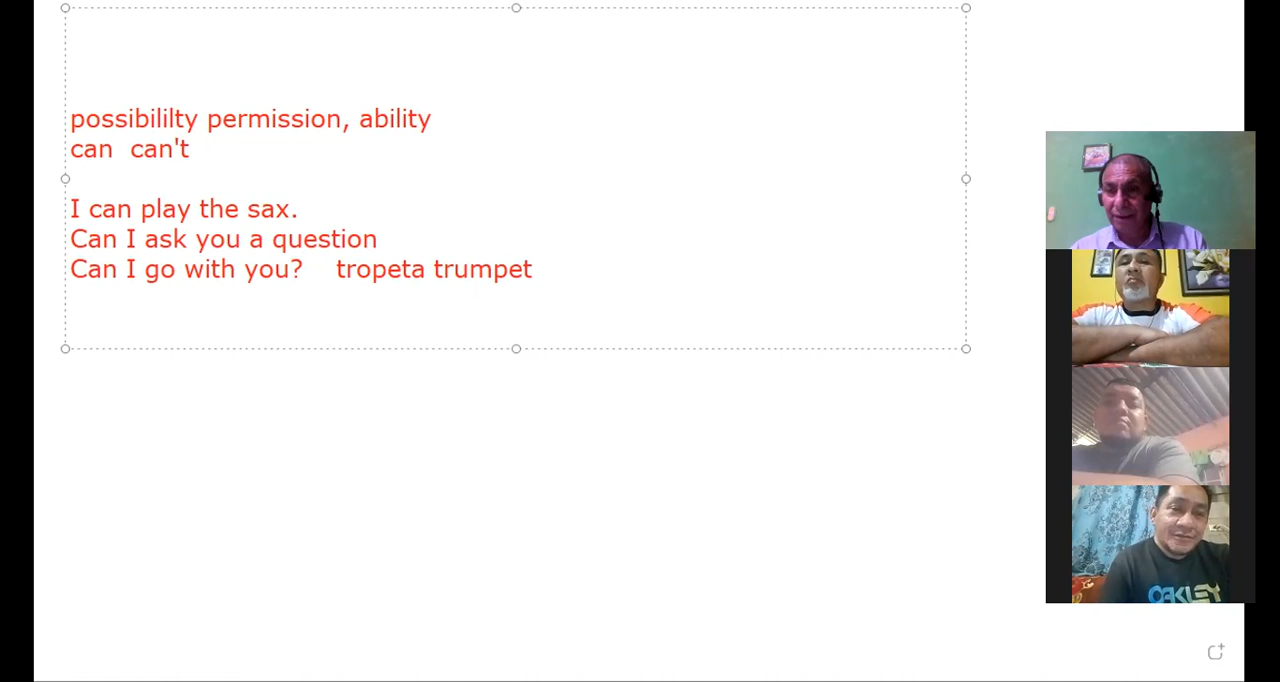 possibililty permission, ability
can can't
I can play the sax.
Can I ask you a question
Can I go with you? tropeta trumpet
OAKLEY